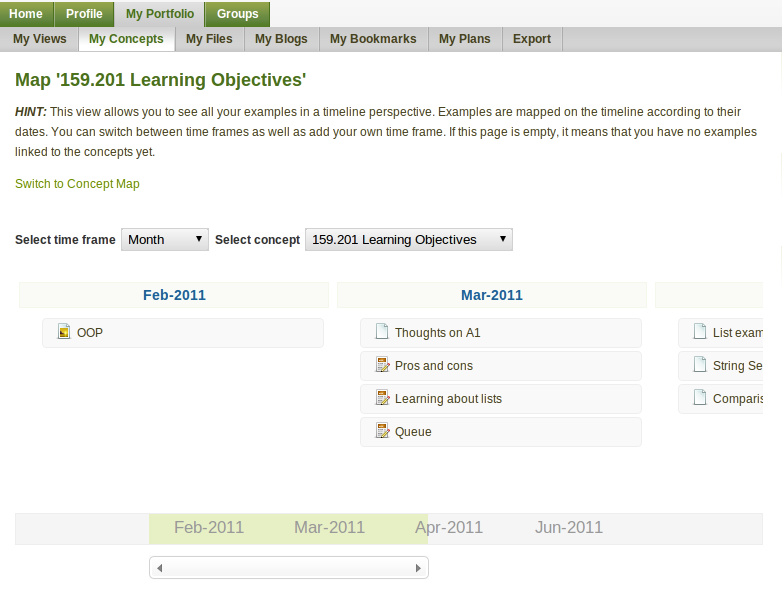 Home Profile My Portfolio Groups
My Views My Concepts My Files My Blogs My Bookmarks My Plans Export
Map '159.201 Learning Objectives'
HINT: This view allows you to see all your examples in a timeline perspective. Examples are mapped on the timeline according to their
dates. You can switch between time frames as well as add your own time frame. If this page is empty, it means that you have no examples
linked to the concepts yet.
Switch to Concept Map
Select time frame Month Select concept 159.201 Learning Objectives
Feb-2011 Mar-2011
OOP Thoughts on A1 List exam
Pros and cons String Se
Learning about lists Comparis
Queue
Feb-2011 Mar-2011 Apr-2011 Jun-2011